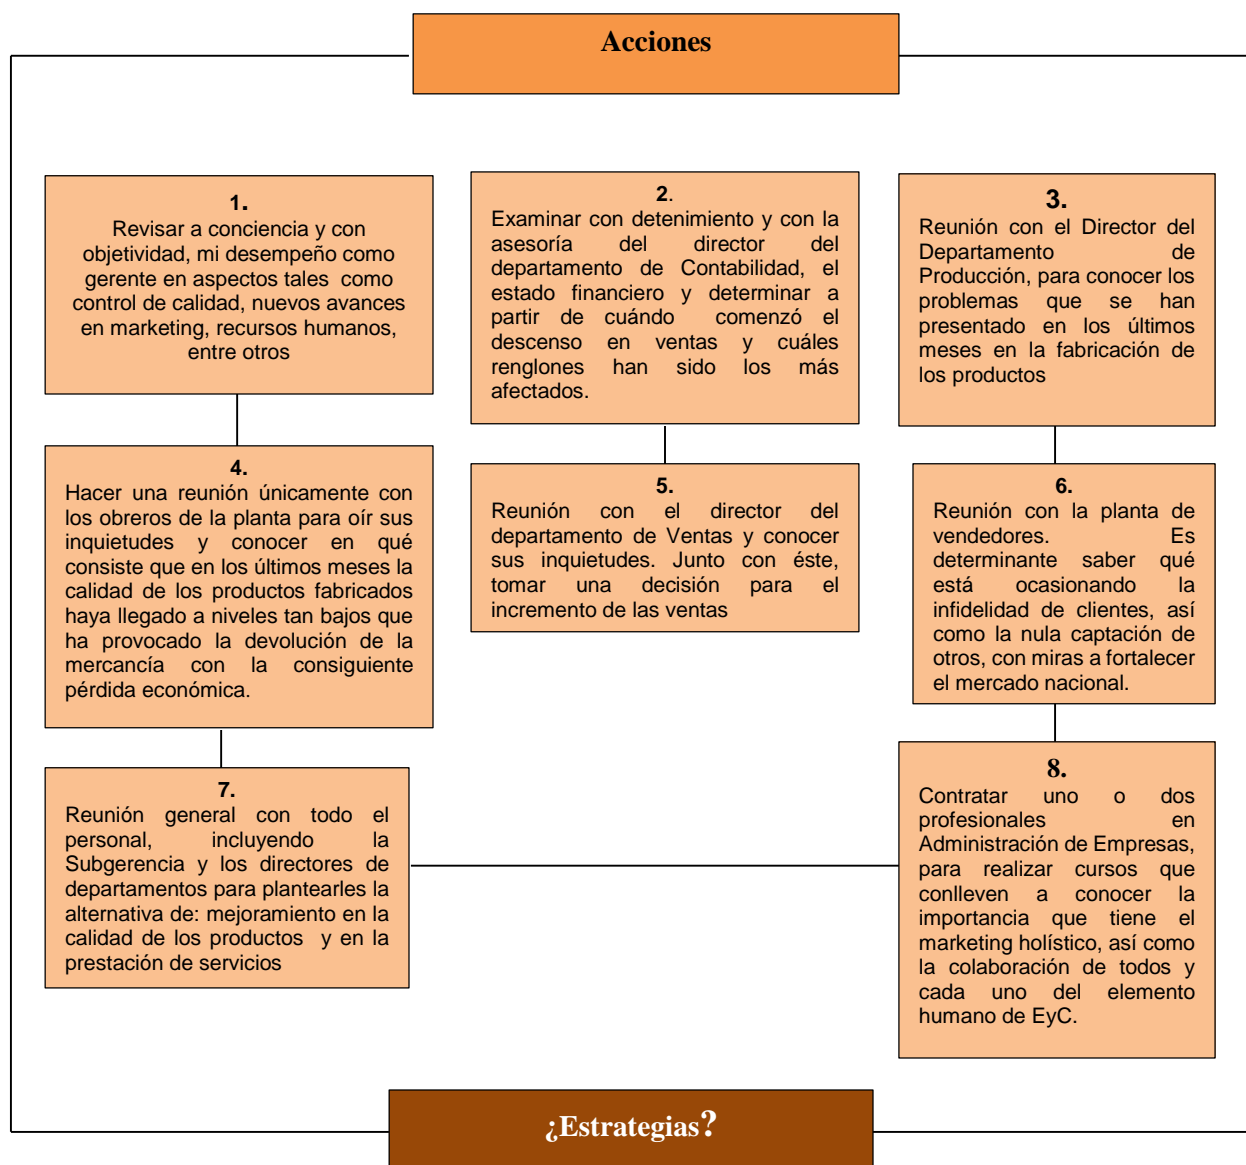 Acciones
1.
Revisar a conciencia y con
objetividad, mi desempeño como
gerente en aspectos tales como
control de calidad, nuevos avances
en marketing, recursos humanos,
entre otros
2.
Examinar con detenimiento y con la
asesoría del director del
departamento de Contabilidad, el
estado financiero y determinar a
partir de cuándo comenzó el
descenso en ventas y cuáles
renglones han sido los más
afectados.
3.
Reunión con el Director del
Departamento de
Producción, para conocer los
problemas que se han
presentado en los últimos
meses en la fabricación de
los productos
4.
Hacer una reunión únicamente con
los obreros de la planta para oír sus
inquietudes y conocer en qué
consiste que en los últimos meses la
calidad de los productos fabricados
haya llegado a niveles tan bajos que
ha provocado la devolución de la
mercancía con la consiguiente
pérdida económica.
5.
Reunión con el director del
departamento de Ventas y conocer
sus inquietudes. Junto con éste,
tomar una decisión para el
incremento de las ventas
6.
Reunión con la planta de
vendedores. Es
determinante saber qué
está ocasionando la
infidelidad de clientes, así
como la nula captación de
otros, con miras a fortalecer
el mercado nacional.
7.
Reunión general con todo el
personal, incluyendo la
Subgerencia y los directores de
departamentos para plantearles la
alternativa de: mejoramiento en la
calidad de los productos y en la
prestación de servicios
8.
Contratar uno o dos
profesionales en
Administración de Empresas,
para realizar cursos que
conlleven a conocer la
importancia que tiene el
marketing holístico, así como
la colaboración de todos y
cada uno del elemento
humano de EyC.
¿Estrategias?